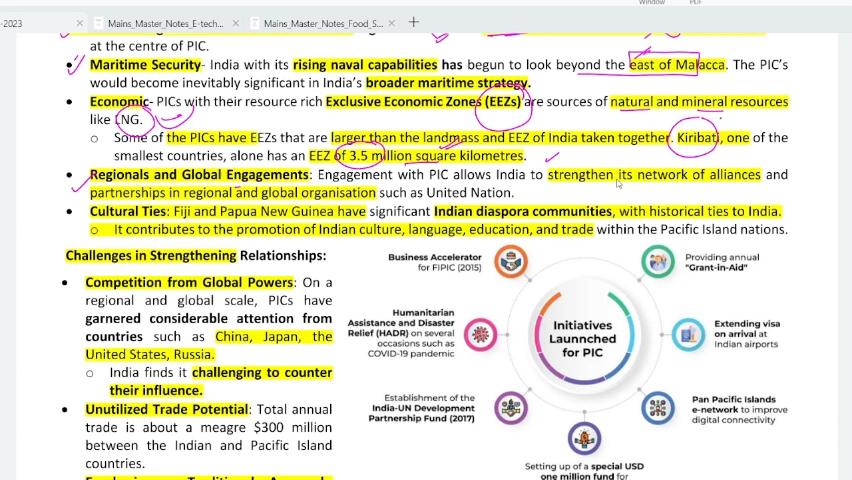 Window PDF
-2023 × Mains_Master_Notes_E-tech... × Mains_Master_Notes_Food_S... × +
at the centre of PIC.
• Maritime Security- India with its rising naval capabilities has begun to look beyond the east of Malacca. The PIC's
would become inevitably significant in India's broader maritime strategy.
• Economic- PICs with their resource rich Exclusive Economic Zones (EEZs) are sources of natural and mineral resources
like LNG.
o Some of the PICs have EEZs that are larger than the landmass and EEZ of India taken together. Kiribati, one of the
smallest countries, alone has an EEZ of 3.5 million square kilometres.
• Regionals and Global Engagements: Engagement with PIC allows India to strengthen its network of alliances and
partnerships in regional and global organisation such as United Nation.
• Cultural Ties: Fiji and Papua New Guinea have significant Indian diaspora communities, with historical ties to India.
o It contributes to the promotion of Indian culture, language, education, and trade within the Pacific Island nations.
Challenges in Strengthening Relationships:
• Competition from Global Powers: On a
regional and global scale, PICs have
garnered considerable attention from
countries such as China, Japan, the
United States, Russia.
o India finds it challenging to counter
their influence.
• Unutilized Trade Potential: Total annual
trade is about a meagre $300 million
between the Indian and Pacific Island
countries.
Business Accelerator
for FIPIC (2015)
Humanitarian
Assistance and Disaster
Relief (HADR) on several
occasions such as
COVID-19 pandemic
Establishment of the
India-UN Development
Partnership Fund (2017)
Initiatives
Launnched
for PIC
Providing annual
"Grant-in-Aid"
Extending visa
on arrival at
Indian airports
Pan Pacific Islands
e-network to improve
digital connectivity
Setting up of a special USD
one million fund for